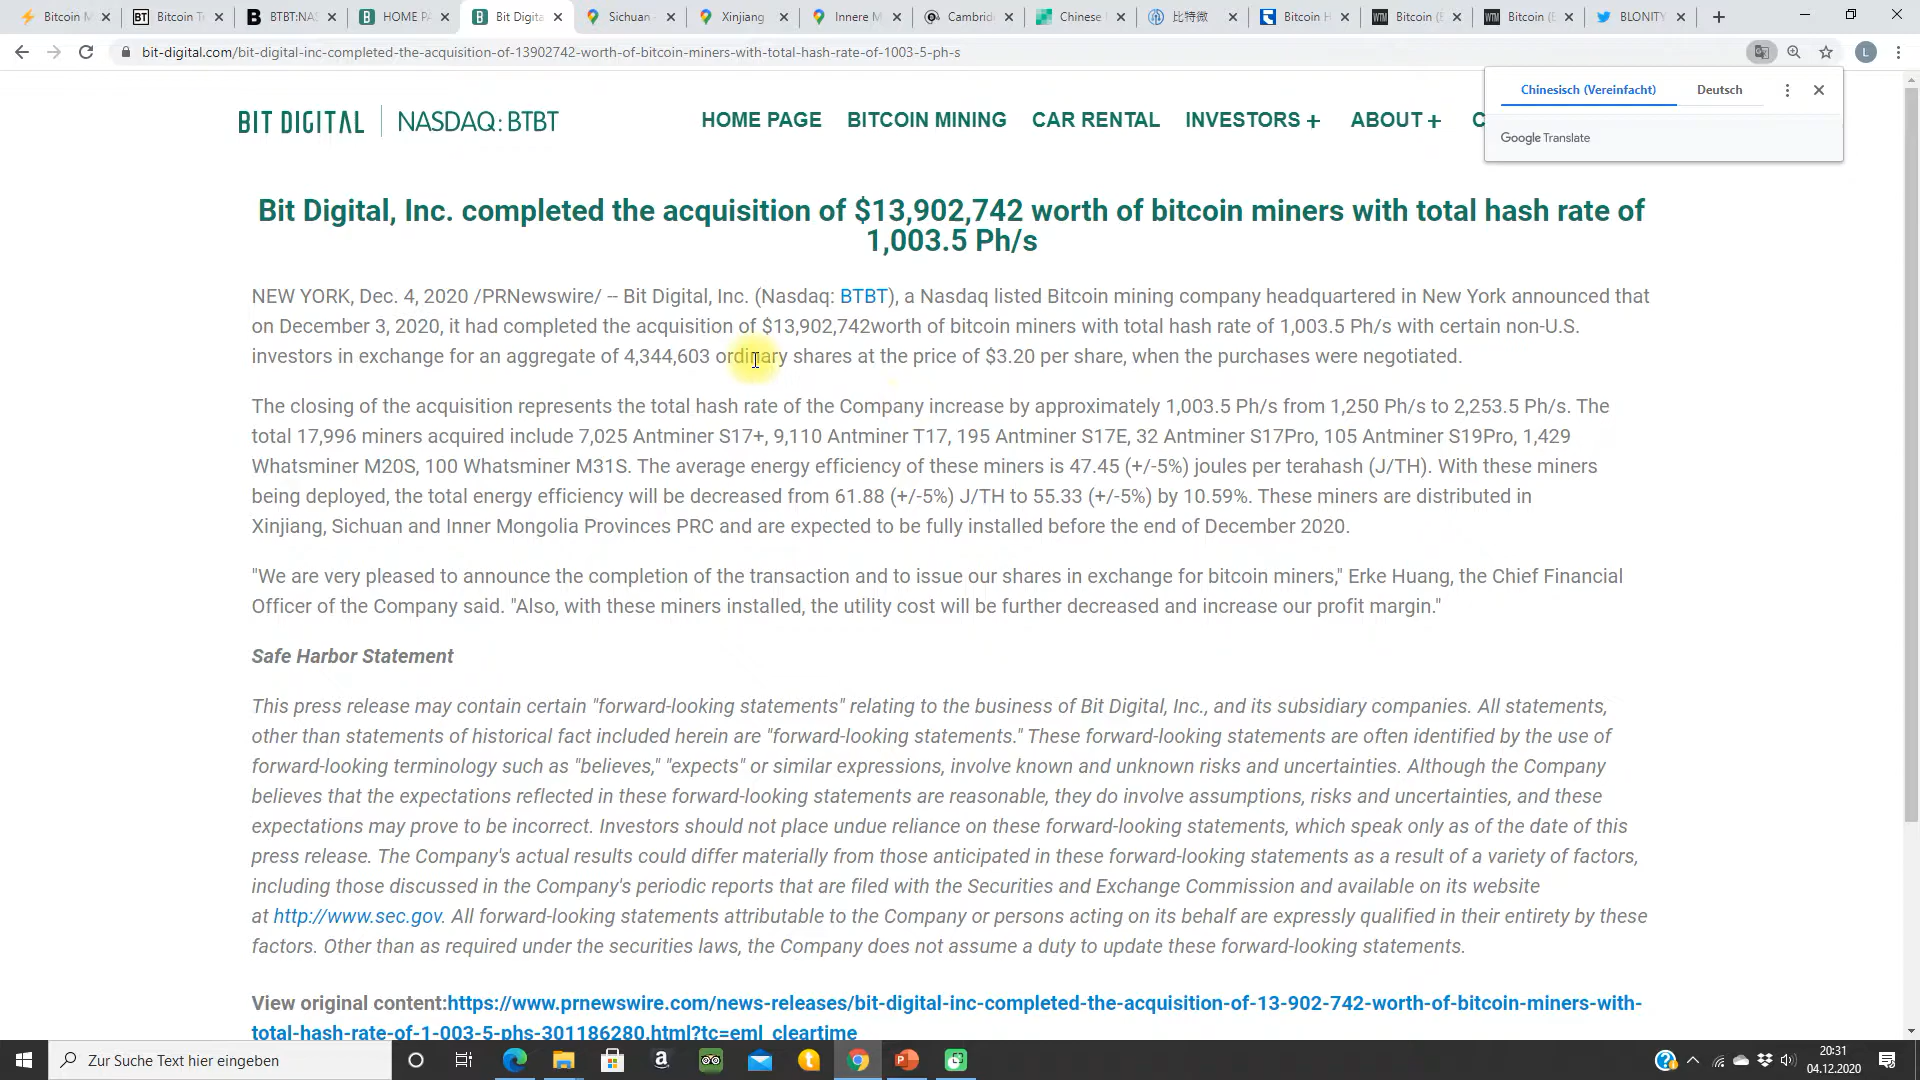 Bitcoin M
Bitcoin T
BTBT:NA
HOME PA
Bit Digita
Sichuan
Xinjiang
Innere M
Cambrid
Chinese
比特微
Bitcoin H
Bitcoin (E
Bitcoin (E
BLONITY
bit-digital.com/bit-digital-inc-completed-the-acquisition-of-13902742-worth-of-bitcoin-miners-with-total-hash-rate-of-1003-5-ph-s
L
Chinesisch (Vereinfacht)
Deutsch
Google Translate
BIT DIGITAL NASDAQ: BTBT
HOME PAGE BITCOIN MINING CAR RENTAL INVESTORS + ABOUT + C
Bit Digital, Inc. completed the acquisition of $13,902,742 worth of bitcoin miners with total hash rate of
1,003.5 Ph/s
NEW YORK, Dec. 4, 2020 /PRNewswire/ -- Bit Digital, Inc. (Nasdaq: BTBT), a Nasdaq listed Bitcoin mining company headquartered in New York announced that
on December 3, 2020, it had completed the acquisition of $13,902,742worth of bitcoin miners with total hash rate of 1,003.5 Ph/s with certain non-U.S.
investors in exchange for an aggregate of 4,344,603 ordinary shares at the price of $3.20 per share, when the purchases were negotiated.
The closing of the acquisition represents the total hash rate of the Company increase by approximately 1,003.5 Ph/s from 1,250 Ph/s to 2,253.5 Ph/s. The
total 17,996 miners acquired include 7,025 Antminer S17+, 9,110 Antminer T17, 195 Antminer S17E, 32 Antminer S17Pro, 105 Antminer S19Pro, 1,429
Whatsminer M20S, 100 Whatsminer M31S. The average energy efficiency of these miners is 47.45 (+/-5%) joules per terahash (J/TH). With these miners
being deployed, the total energy efficiency will be decreased from 61.88 (+/-5%) J/TH to 55.33 (+/-5%) by 10.59%. These miners are distributed in
Xinjiang, Sichuan and Inner Mongolia Provinces PRC and are expected to be fully installed before the end of December 2020.
"We are very pleased to announce the completion of the transaction and to issue our shares in exchange for bitcoin miners," Erke Huang, the Chief Financial
Officer of the Company said. "Also, with these miners installed, the utility cost will be further decreased and increase our profit margin."
Safe Harbor Statement
This press release may contain certain "forward-looking statements" relating to the business of Bit Digital, Inc., and its subsidiary companies. All statements,
other than statements of historical fact included herein are "forward-looking statements." These forward-looking statements are often identified by the use of
forward-looking terminology such as "believes," "expects" or similar expressions, involve known and unknown risks and uncertainties. Although the Company
believes that the expectations reflected in these forward-looking statements are reasonable, they do involve assumptions, risks and uncertainties, and these
expectations may prove to be incorrect. Investors should not place undue reliance on these forward-looking statements, which speak only as of the date of this
press release. The Company's actual results could differ materially from those anticipated in these forward-looking statements as a result of a variety of factors,
including those discussed in the Company's periodic reports that are filed with the Securities and Exchange Commission and available on its website
at http://www.sec.gov. All forward-looking statements attributable to the Company or persons acting on its behalf are expressly qualified in their entirety by these
factors. Other than as required under the securities laws, the Company does not assume a duty to update these forward-looking statements.
View original content:https://www.prnewswire.com/news-releases/bit-digital-inc-completed-the-acquisition-of-13-902-742-worth-of-bitcoin-miners-with-
total-hash-rate-of-1-003-5-phs-301186280.html?tc=eml_cleartime
Zur Suche Text hier eingeben
20:31
04.12.2020